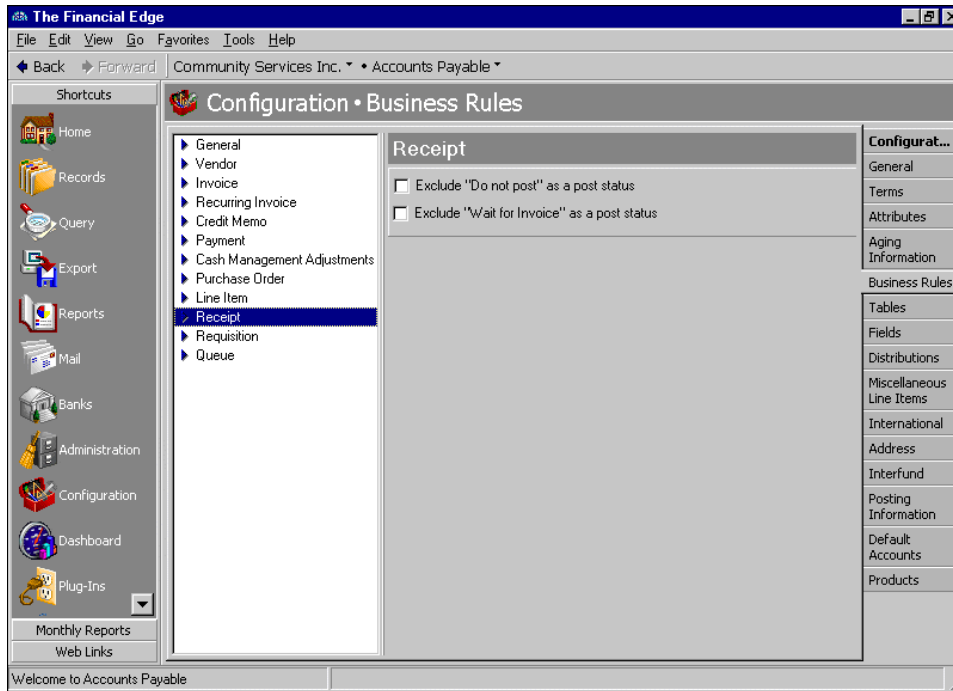 The Financial Edge
File Edit View Go Favorites Tools Help
Back Forward Community Services Inc. • Accounts Payable
Shortcuts
Home
Records
Query
Export
Reports
Mail
Banks
Administration
Configuration
Dashboard
Plug-Ins
Monthly Reports
Web Links
Configuration • Business Rules
General
Vendor
Invoice
Recurring Invoice
Credit Memo
Payment
Cash Management Adjustments
Purchase Order
Line Item
Receipt
Requisition
Queue
Receipt
Exclude "Do not post" as a post status
Exclude "Wait for Invoice" as a post status
Configurat...
General
Terms
Attributes
Aging
Information
Business Rules
Tables
Fields
Distributions
Miscellaneous
Line Items
International
Address
Interfund
Posting
Information
Default
Accounts
Products
Welcome to Accounts Payable